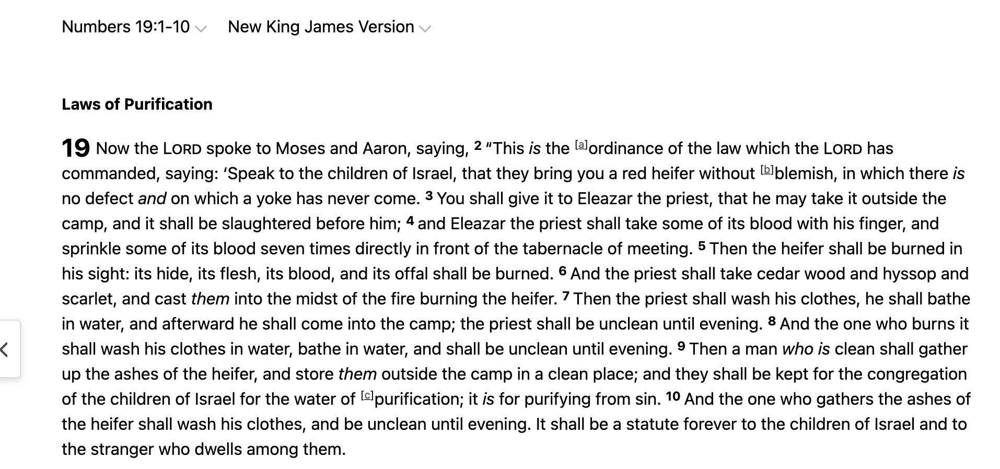 Numbers 19:1-10 New King James Version
Laws of Purification
19 Now the LORD spoke to Moses and Aaron, saying, 2 “This is the [a]ordinance of the law which the LORD has
commanded, saying: ‘Speak to the children of Israel, that they bring you a red heifer without [b]blemish, in which there is
no defect and on which a yoke has never come. 3 You shall give it to Eleazar the priest, that he may take it outside the
camp, and it shall be slaughtered before him; 4 and Eleazar the priest shall take some of its blood with his finger, and
sprinkle some of its blood seven times directly in front of the tabernacle of meeting. 5 Then the heifer shall be burned in
his sight: its hide, its flesh, its blood, and its offal shall be burned. 6 And the priest shall take cedar wood and hyssop and
scarlet, and cast them into the midst of the fire burning the heifer. 7 Then the priest shall wash his clothes, he shall bathe
in water, and afterward he shall come into the camp; the priest shall be unclean until evening. 8 And the one who burns it
shall wash his clothes in water, bathe in water, and shall be unclean until evening. 9 Then a man who is clean shall gather
up the ashes of the heifer, and store them outside the camp in a clean place; and they shall be kept for the congregation
of the children of Israel for the water of [c]purification; it is for purifying from sin. 10 And the one who gathers the ashes of
the heifer shall wash his clothes, and be unclean until evening. It shall be a statute forever to the children of Israel and to
the stranger who dwells among them.